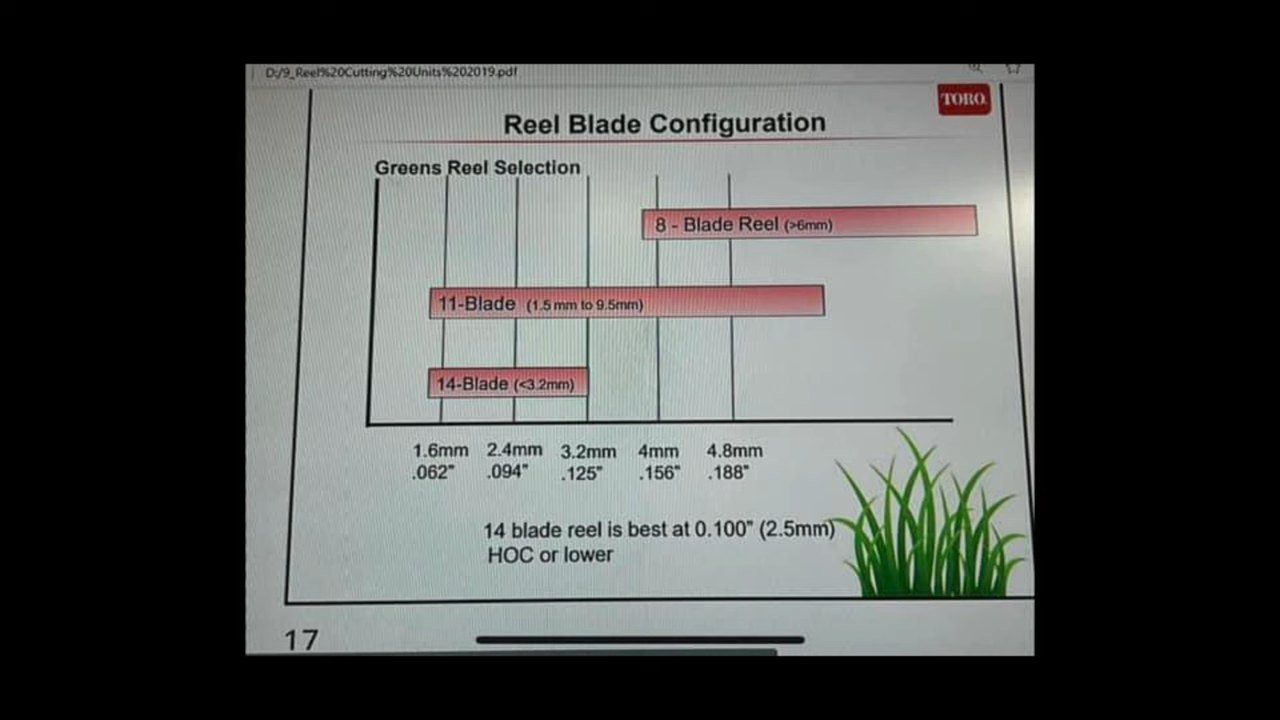 D:/9_Reel%20Cutting%20Units%202019.pdf
TORO
Reel Blade Configuration
Greens Reel Selection
8 - Blade Reel (>6mm)
11-Blade (1.5 mm to 9.5mm)
14-Blade (<3.2mm)
1.6mm 2.4mm 3.2mm 4mm 4.8mm
.062" .094" .125" .156" .188"
14 blade reel is best at 0.100" (2.5mm)
HOC or lower
17